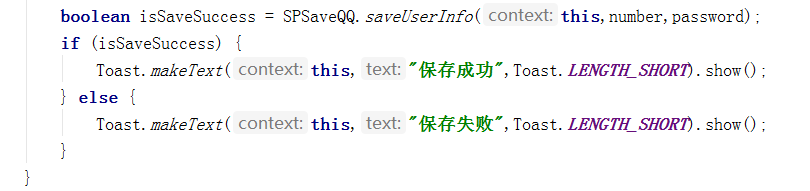 boolean isSaveSuccess = SPSaveQQ.saveUserInfo( context: this,number,password);
if (isSaveSuccess) {
Toast.makeText( context: this, text: "保存成功",Toast.LENGTH_SHORT).show();
} else {
Toast.makeText( context: this, text: "保存失败",Toast.LENGTH_SHORT).show();
}
}